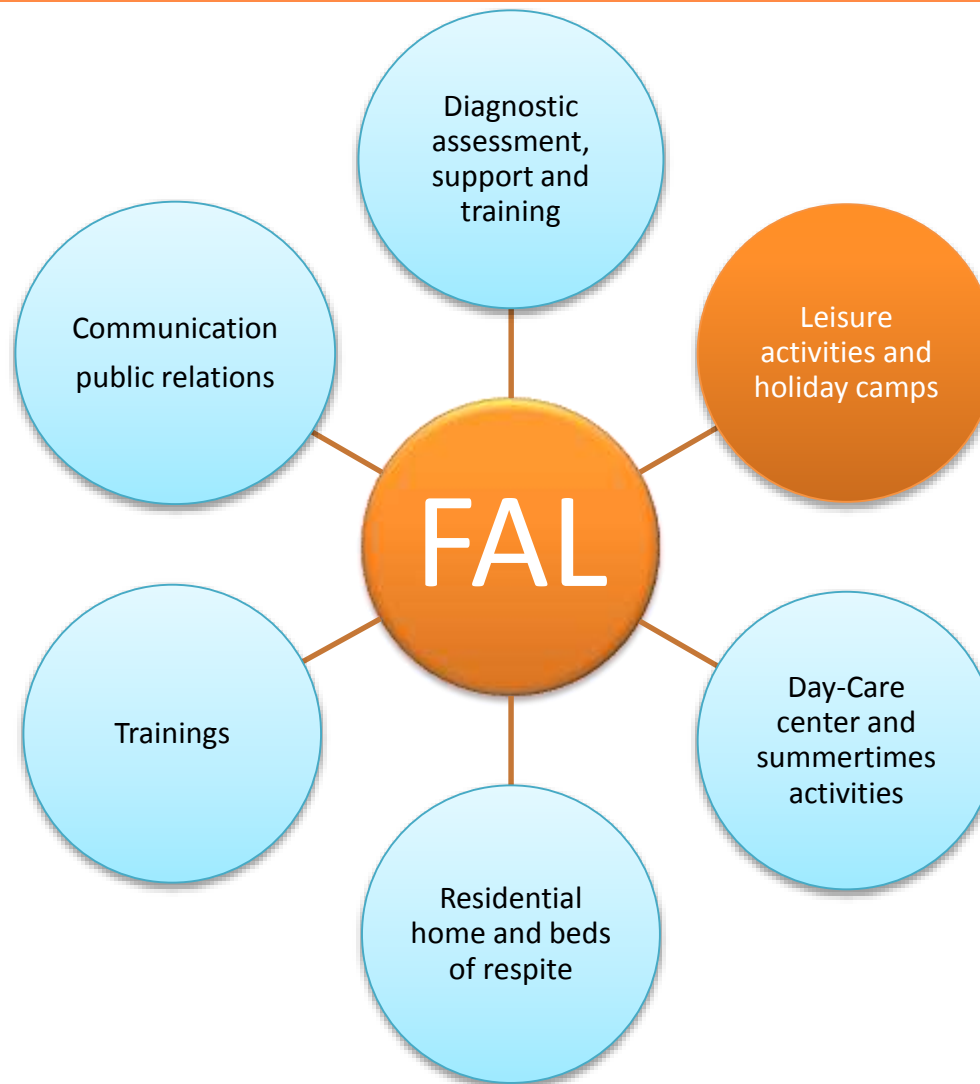 Diagnostic
assessment,
support and
training
Leisure
activities and
holiday camps
Communication
public relations
FAL
Day-Care
center and
summertimes
activities
Trainings
Residential
home and beds
of respite